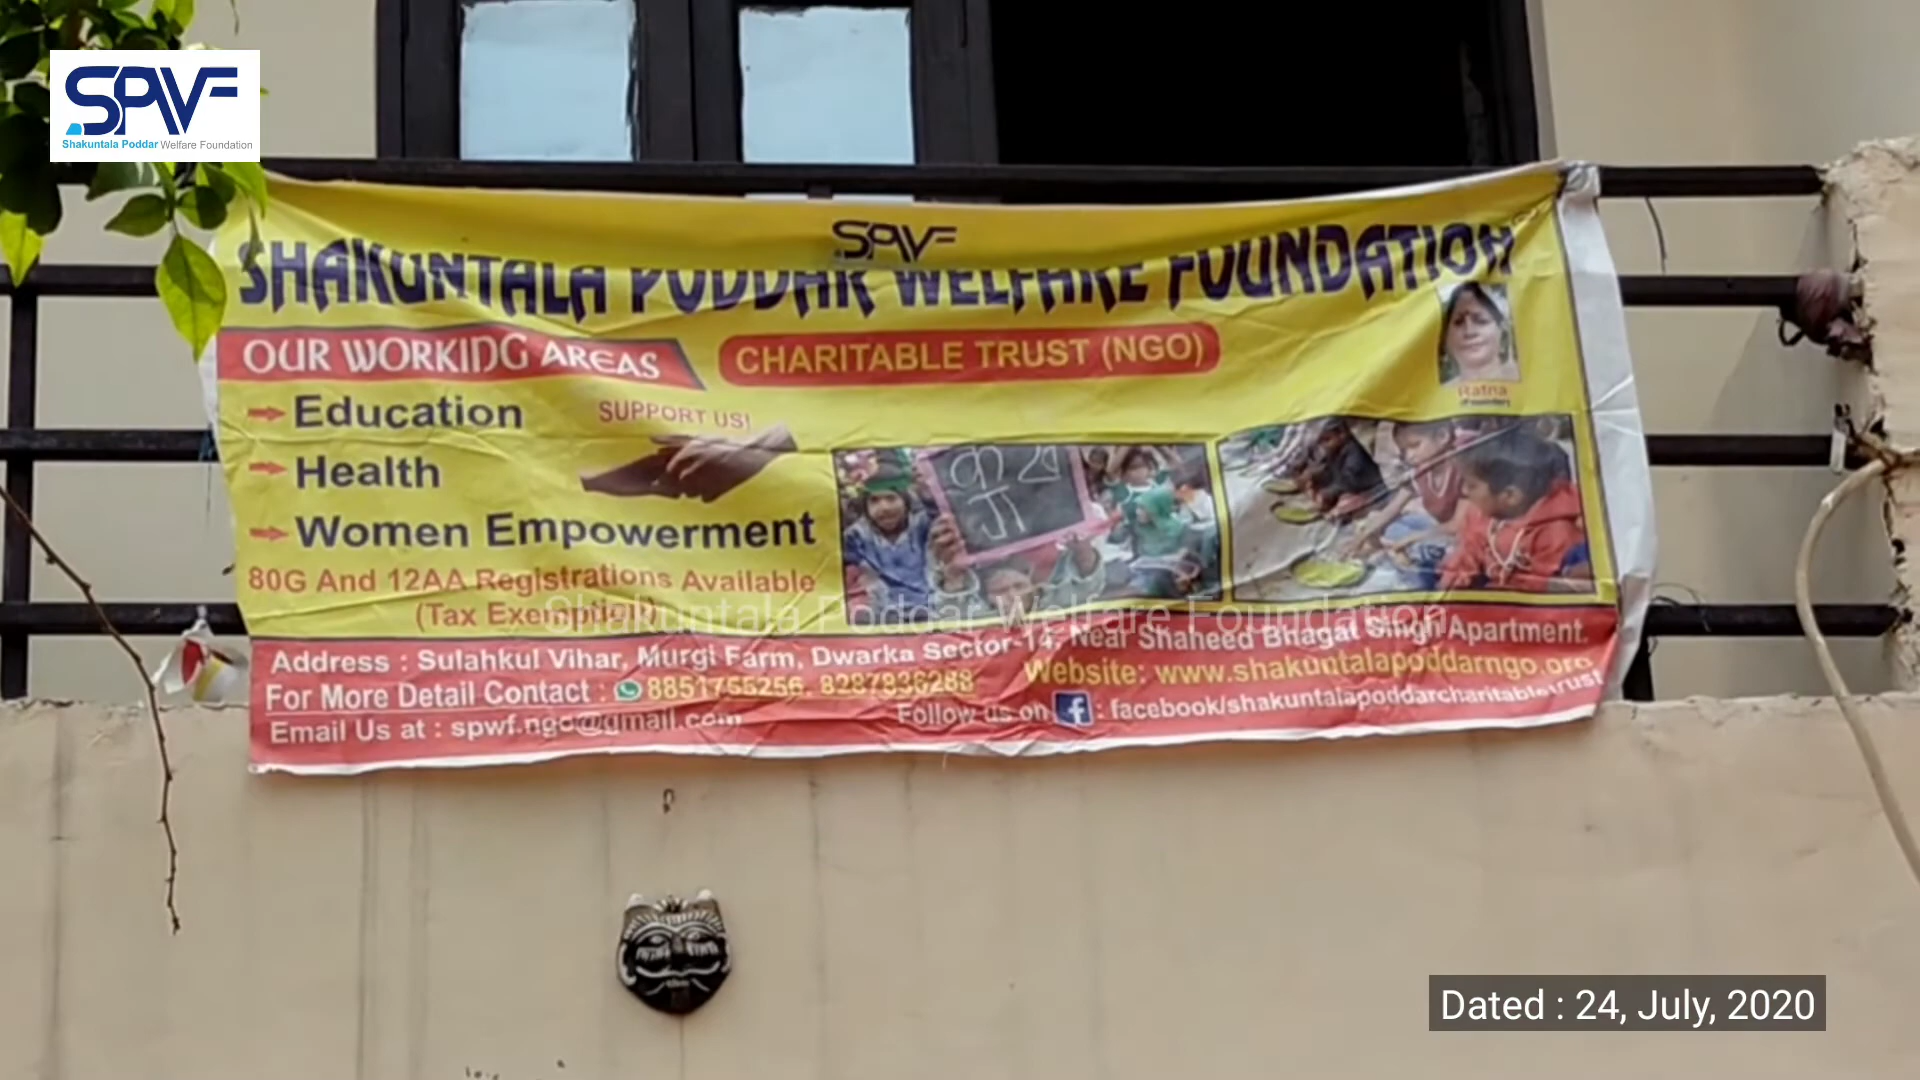 SPWF
Shakuntala Poddar Welfare Foundation
SPWF
SHAKUNTALA PODDAR WELFARE FOUNDATION
OUR WORKING AREAS
CHARITABLE TRUST (NGO)
Ratna
Education
SUPPORT US!
Health
Women Empowerment
क ख
ग
80G And 12AA Registrations Available
(Tax Exemption)
Shakuntala Poddar Welfare Foundation
Address : Sulahkul Vihar, Murgi Farm, Dwarka Sector-14, Near Shaheed Bhagat Singh Apartment.
For More Detail Contact : 8851755256, 8287836288
Website: www.shakuntalapoddarngo.org
Email Us at : spwf.ngo@gmail.com
Follow us on f : facebook/shakuntalapoddarcharitabletrust
Dated : 24, July, 2020